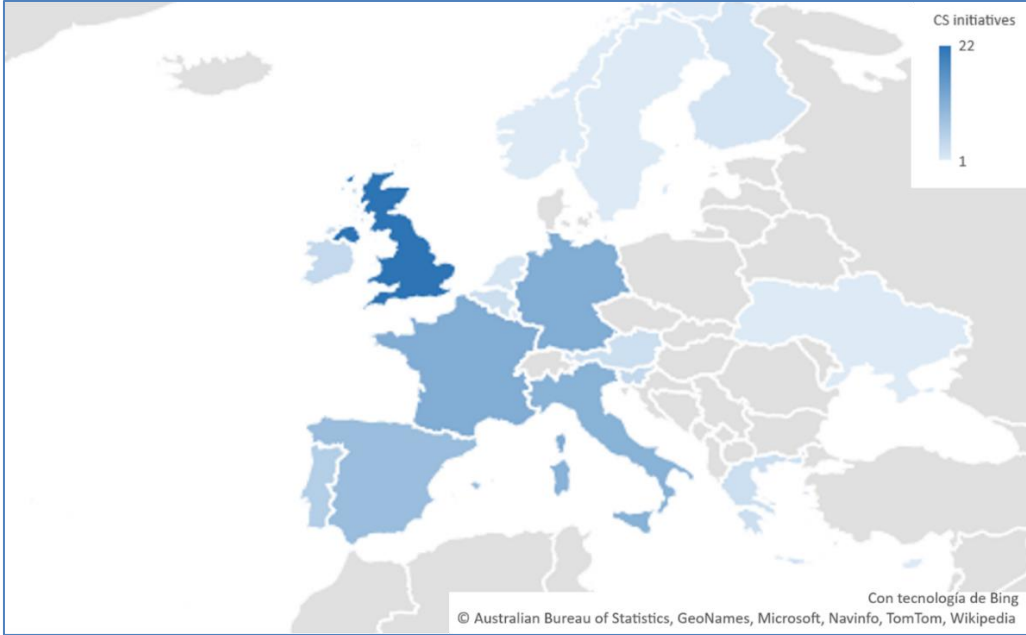 CS initiatives
22
1
Con tecnología de Bing
© Australian Bureau of Statistics, GeoNames, Microsoft, Navinfo, TomTom, Wikipedia